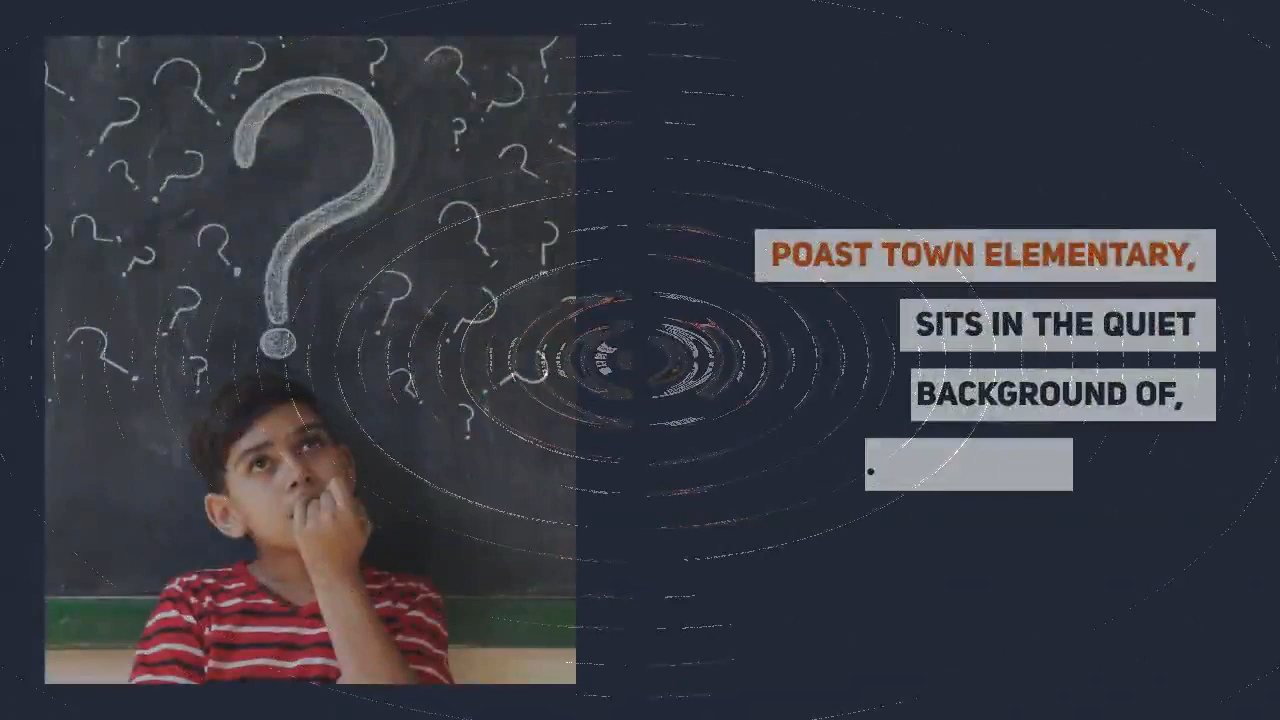 POAST TOWN ELEMENTARY,
SITS IN THE QUIET
BACKGROUND OF,